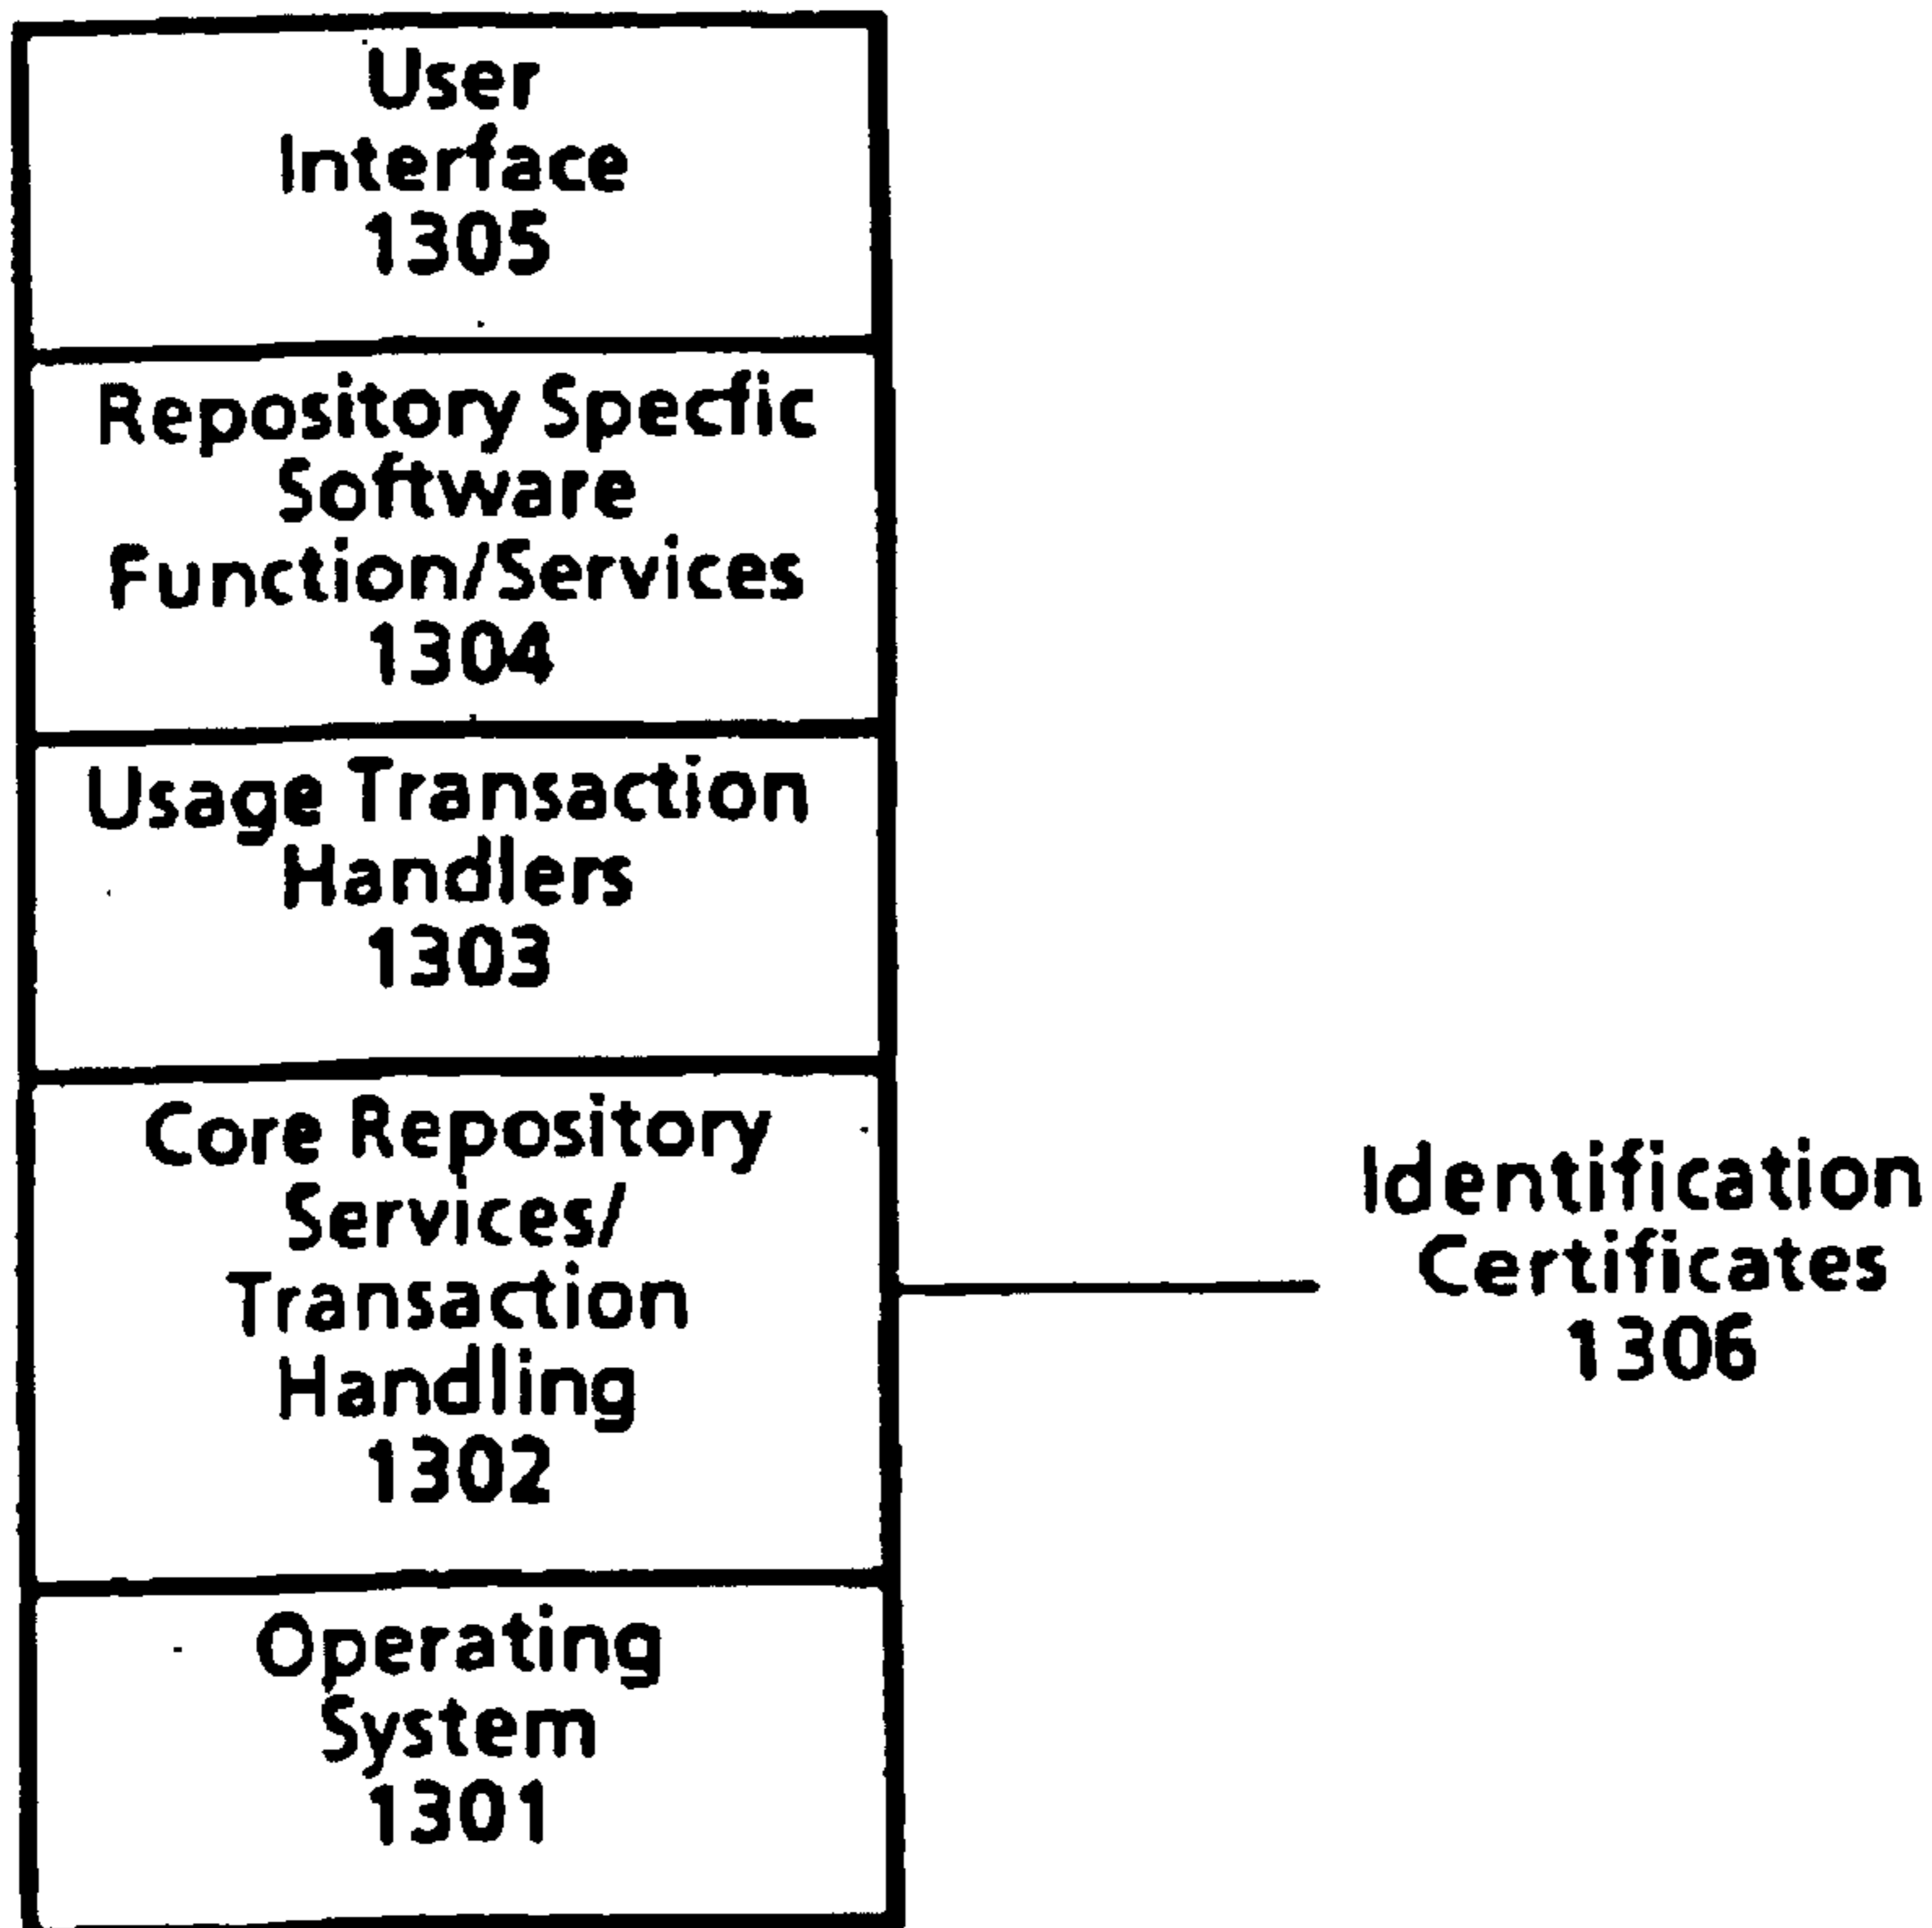 User
Interface
1305
Repository Specfic
Software
Function/Services
1304
Usage Transaction
Handlers
1303
Core Repository
Services/
Transaction
Handling
1302
Identification
Certificates
1306
Operating
System
1301